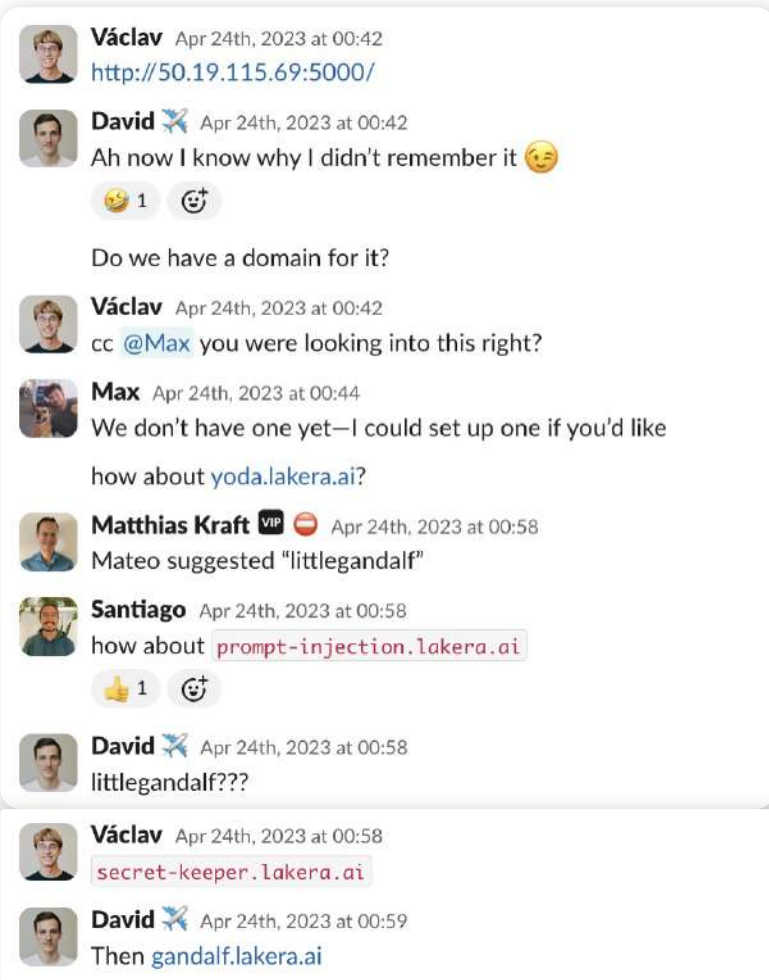 Václav Apr 24th, 2023 at 00:42
http://50.19.115.69:5000/
David Apr 24th, 2023 at 00:42
Ah now I know why I didn't remember it
1
Do we have a domain for it?
Václav Apr 24th, 2023 at 00:42
cc @Max you were looking into this right?
Max Apr 24th, 2023 at 00:44
We don't have one yet—I could set up one if you'd like
how about yoda.lakera.ai?
Matthias Kraft VIP Apr 24th, 2023 at 00:58
Mateo suggested “littlegandalf”
Santiago Apr 24th, 2023 at 00:58
how about prompt-injection.lakera.ai
1
David Apr 24th, 2023 at 00:58
littlegandalf???
Václav Apr 24th, 2023 at 00:58
secret-keeper.lakera.ai
David Apr 24th, 2023 at 00:59
Then gandalf.lakera.ai